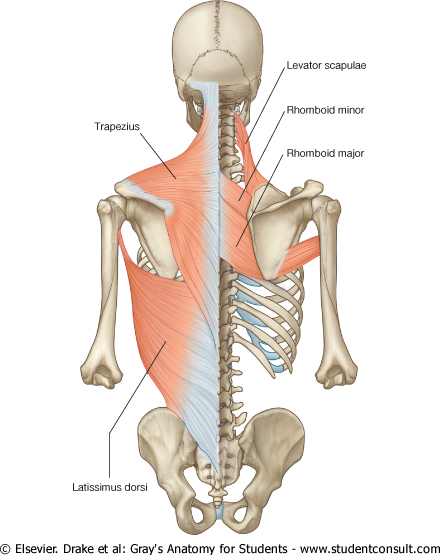 Levator scapulae
Rhomboid minor
Trapezius
Rhomboid major
Latissimus dorsi
© Elsevier. Drake et al: Gray's Anatomy for Students - www.studentconsult.com